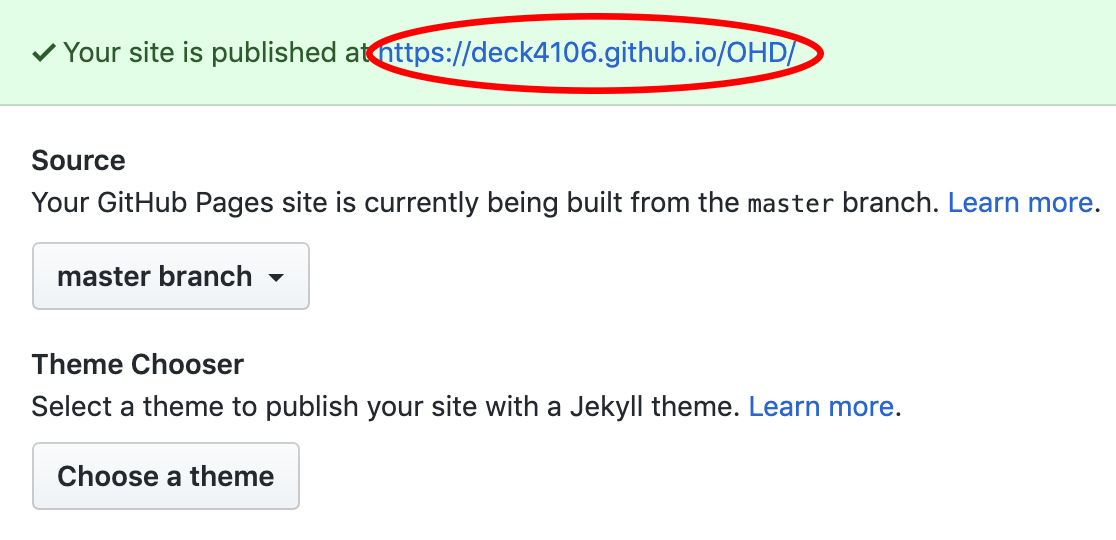 Your site is published at https://deck4106.github.io/OHD/
Source
Your GitHub Pages site is currently being built from the master branch. Learn more.
master branch
Theme Chooser
Select a theme to publish your site with a Jekyll theme. Learn more.
Choose a theme